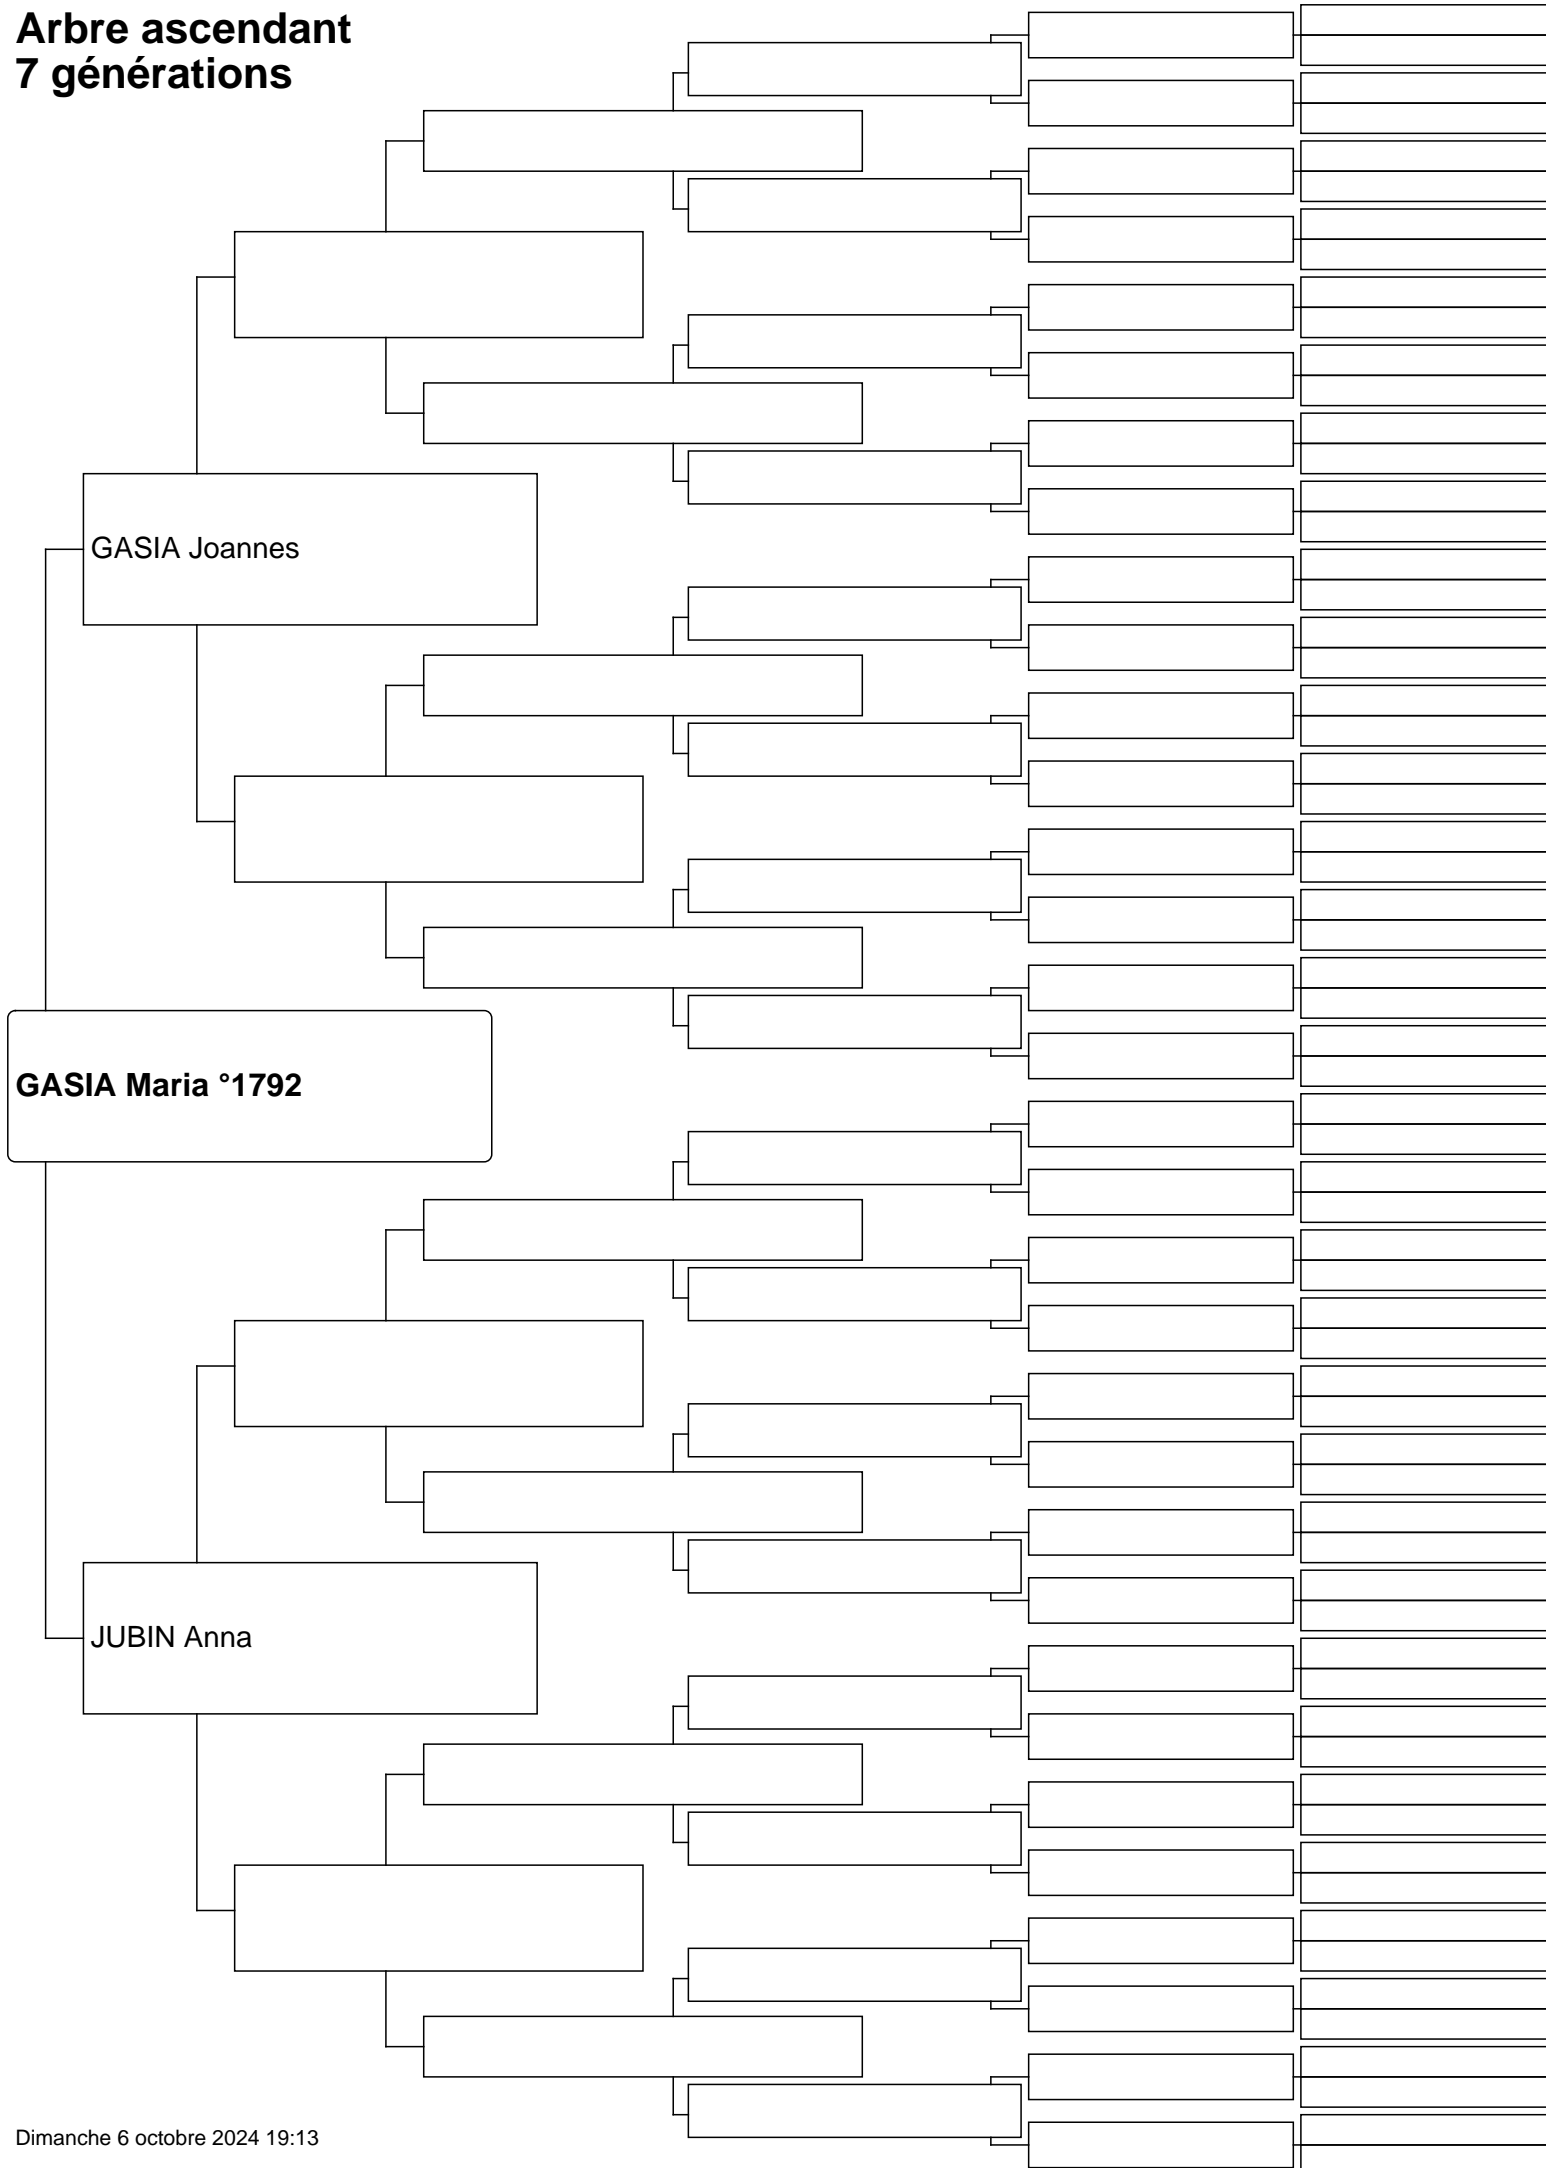 Arbre ascendant
7 générations
GASIA Joannes
GASIA Maria °1792
JUBIN Anna
Dimanche 6 octobre 2024 19:13